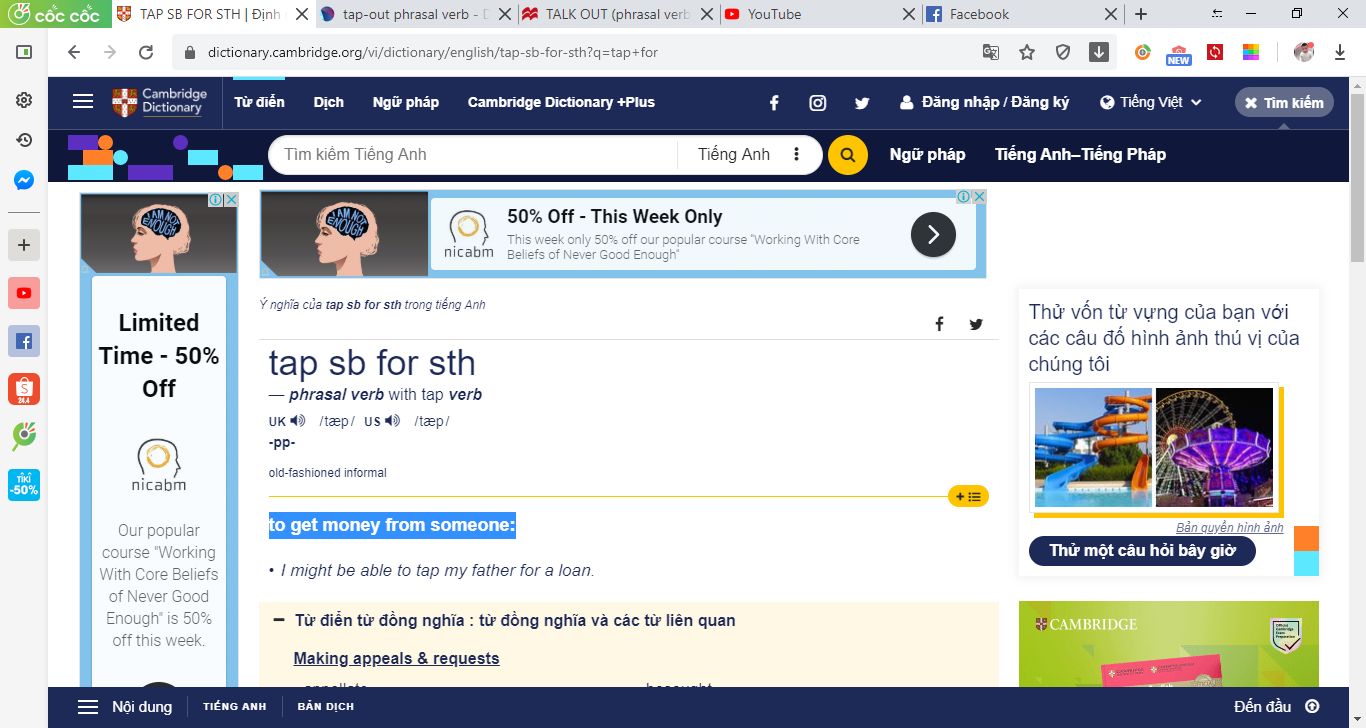 cốc cốc
TAP SB FOR STH | Định
tap-out phrasal verb - D
TALK OUT (phrasal verb
YouTube
Facebook
dictionary.cambridge.org/vi/dictionary/english/tap-sb-for-sth?q=tap+for
NEW
Cambridge
Dictionary
Từ điển
Dịch
Ngữ pháp
Cambridge Dictionary +Plus
Đăng nhập / Đăng ký
Tiếng Việt
Tìm kiếm
Tìm kiếm Tiếng Anh
Tiếng Anh
Ngữ pháp
Tiếng Anh–Tiếng Pháp
24.4
TIKI
-50%
I AM NOT
ENOUGH
Limited
Time - 50%
Off
nicabm
Our popular
course "Working
With Core Beliefs
of Never Good
Enough" is 50%
off this week.
I AM NOT
ENOUGH
nicabm
50% Off - This Week Only
This week only 50% off our popular course "Working With Core
Beliefs of Never Good Enough"
Ý nghĩa của tap sb for sth trong tiếng Anh
tap sb for sth
— phrasal verb with tap verb
UK /tæp/ US /tæp/
-pp-
old-fashioned informal
to get money from someone:
• I might be able to tap my father for a loan.
Từ điển từ đồng nghĩa : từ đồng nghĩa và các từ liên quan
Making appeals & requests
Thử vốn từ vựng của bạn với
các câu đố hình ảnh thú vị của
chúng tôi
Bản quyền hình ảnh
Thử một câu hỏi bây giờ
CAMBRIDGE
Nội dung
TIẾNG ANH
BẢN DỊCH
Đến đầu